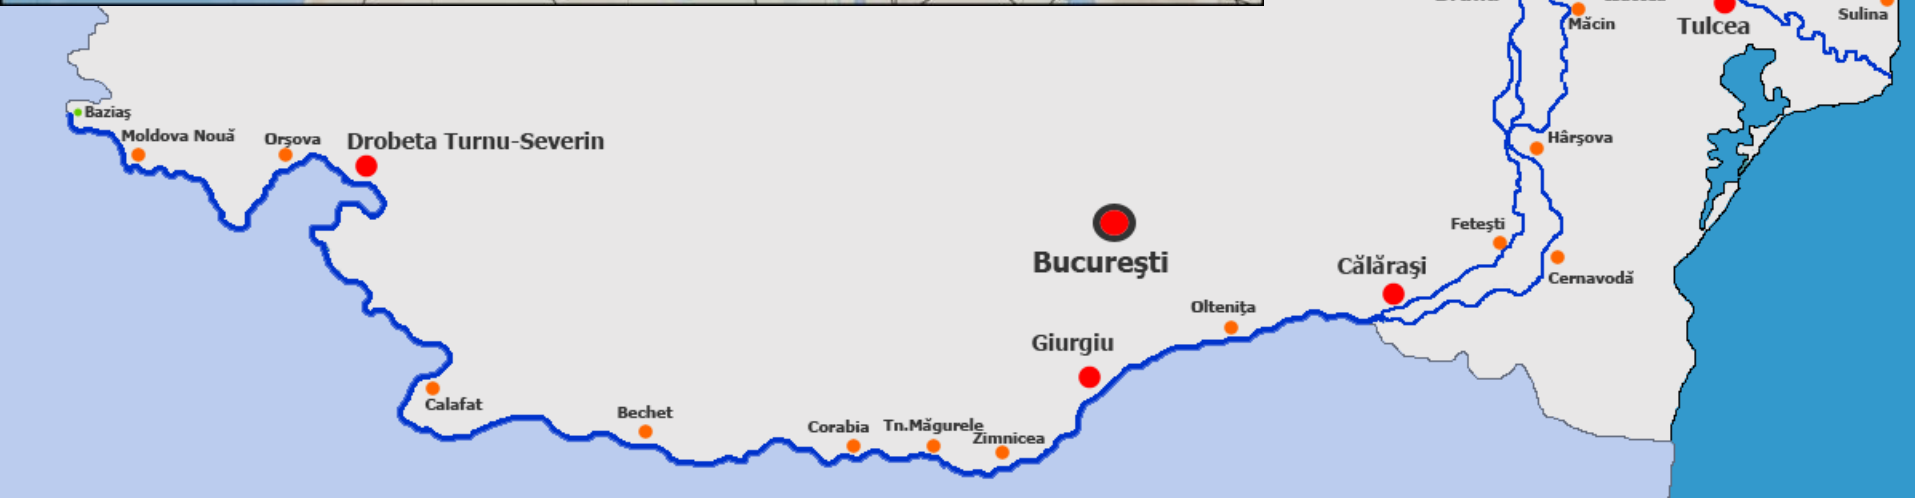 Măcin
Tulcea
Sulina
Baziaş
Moldova Nouă
Orşova
Drobeta Turnu-Severin
Hârşova
Feteşti
Bucureşti
Călăraşi
Cernavodă
Olteniţa
Giurgiu
Calafat
Bechet
Corabia
Tn.Măgurele
Zimnicea